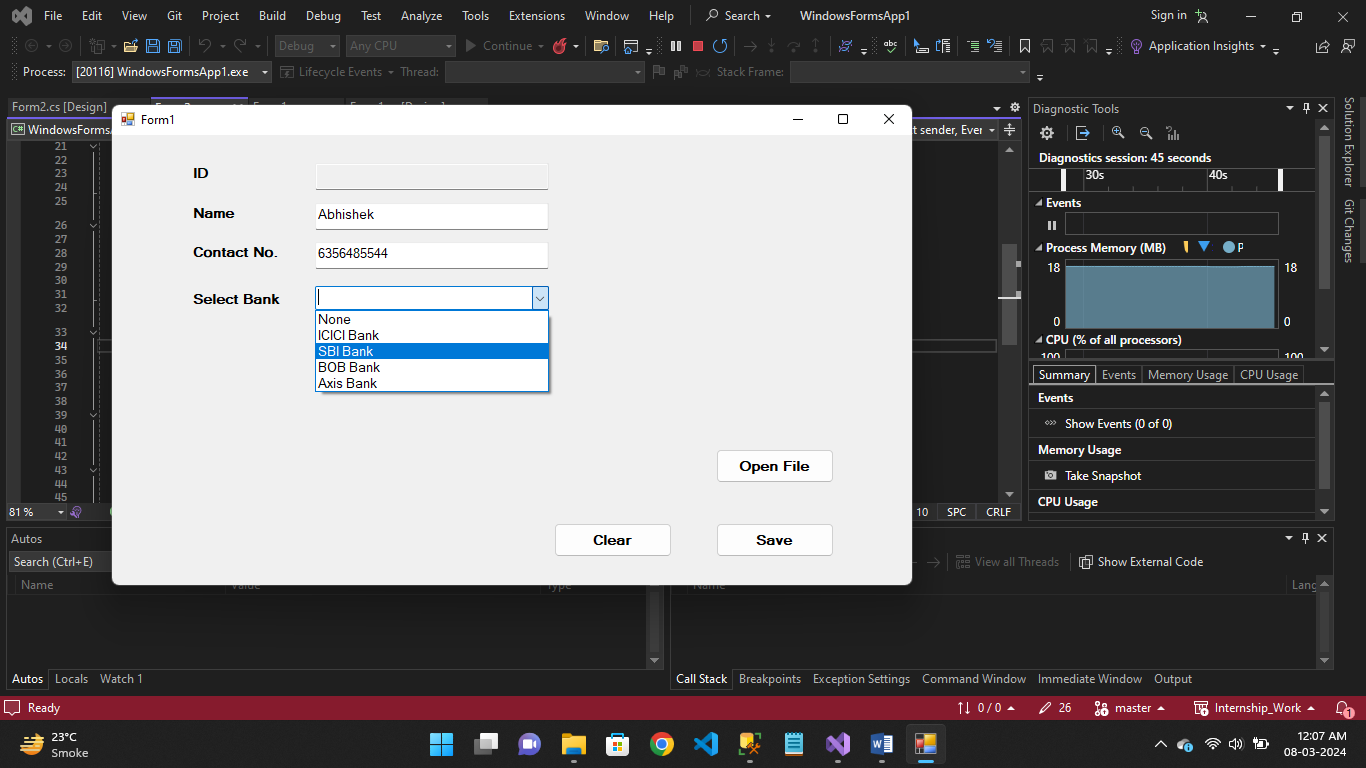 File Edit View Git Project Build Debug Test Analyze Tools Extensions Window Help Search WindowsFormsApp1 Sign in
Debug Any CPU Continue Application Insights
Process: [20116] WindowsFormsApp1.exe Lifecycle Events Thread: Stack Frame:
Form2.cs [Design]
WindowsForms
t sender, Ever
21
22
23
24
25
26
27
28
29
30
31
32
33
34
35
36
37
38
39
40
41
42
43
44
45
81 %
10 SPC CRLF
Form1
ID
Name Abhishek
Contact No. 6356485544
Select Bank
None
ICICI Bank
SBI Bank
BOB Bank
Axis Bank
Open File
Clear Save
Diagnostic Tools
Diagnostics session: 45 seconds
30s 40s
Events
Process Memory (MB) P
18 18
0 0
CPU (% of all processors)
100 100
Summary Events Memory Usage CPU Usage
Events
Show Events (0 of 0)
Memory Usage
Take Snapshot
CPU Usage
Solution Explorer
Git Changes
Autos
Search (Ctrl+E)
Name Value Type
Autos Locals Watch 1
View all Threads Show External Code
Name Lang
Call Stack Breakpoints Exception Settings Command Window Immediate Window Output
Ready 0 / 0 26 master Internship_Work 1
23°C
Smoke
12:07 AM
08-03-2024